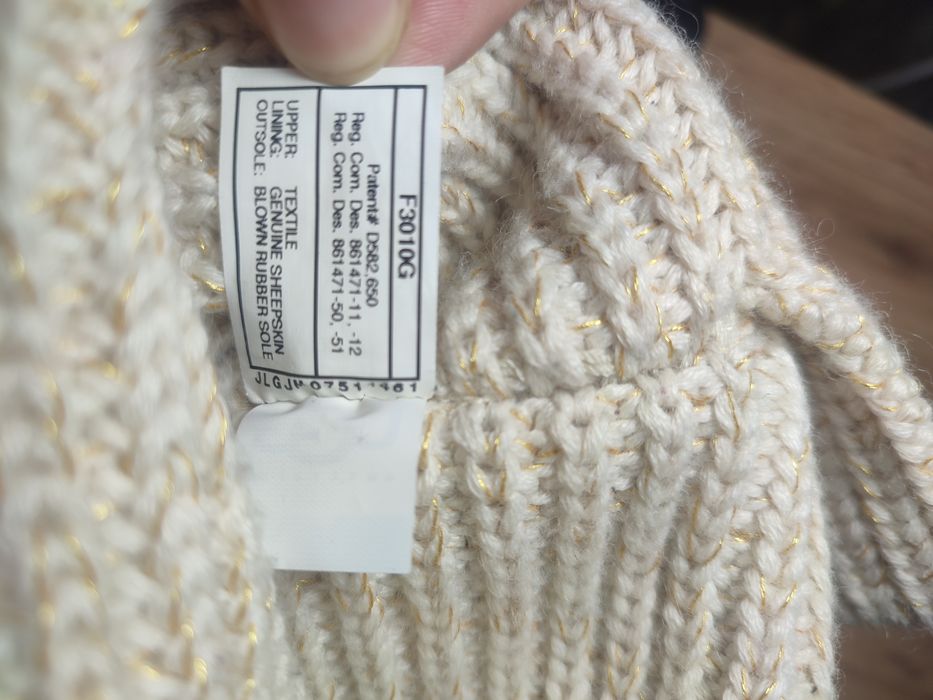 F3010G
Patent# D582,650
Reg. Com. Des. 861471-11, -12
Reg. Com. Des. 861471-50, -51
UPPER: TEXTILE
LINING: GENUINE SHEEPSKIN
OUTSOLE: BLOWN RUBBER SOLE